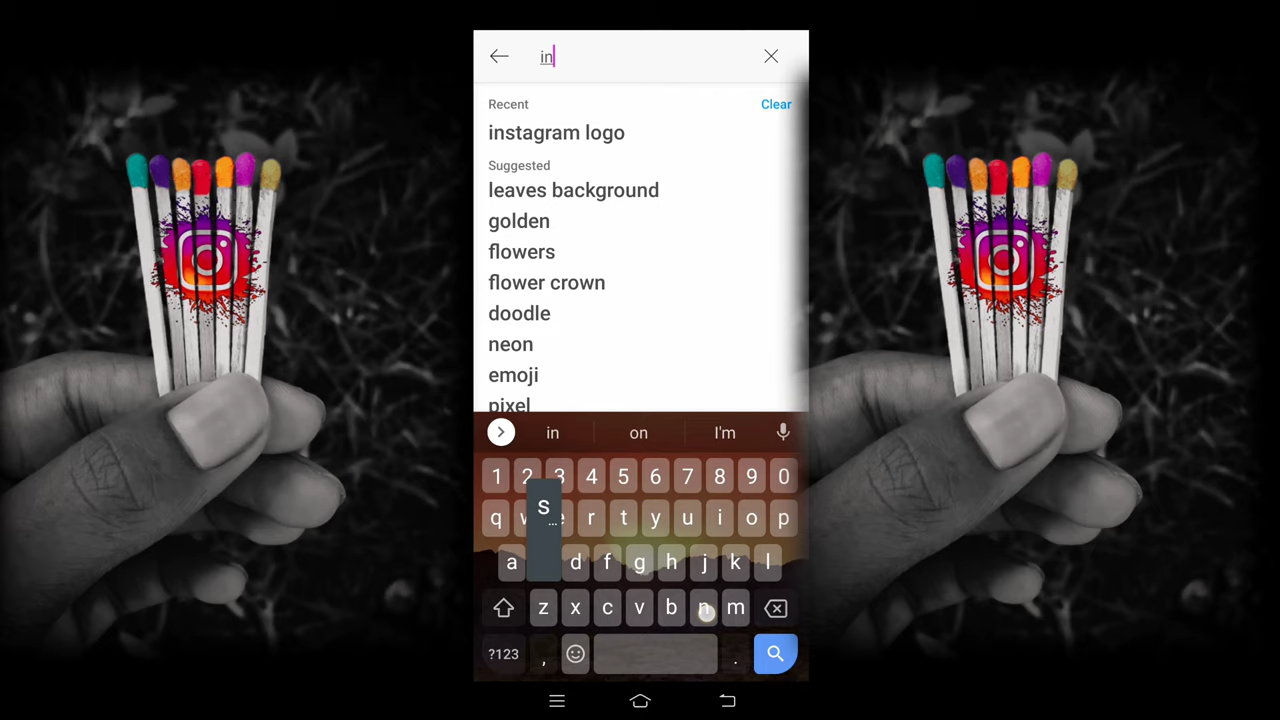 in
Recent Clear
instagram logo
Suggested
leaves background
golden
flowers
flower crown
doodle
neon
emoji
pixel
in on I'm
1 2 3 4 5 6 7 8 9 0
q w e r t y u i o p
a s d f g h j k l
z x c v b n m
?123 , .